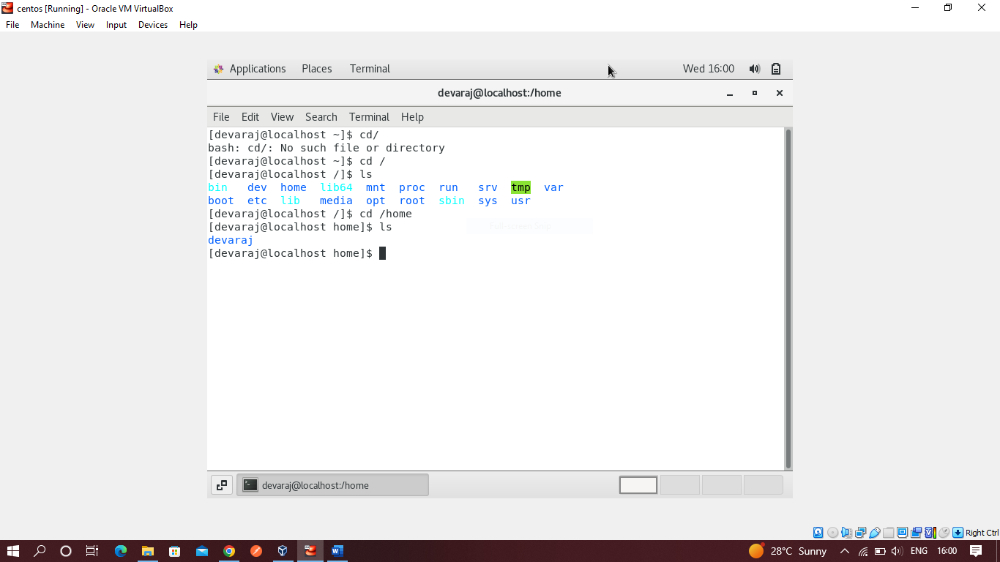 centos [Running] - Oracle VM VirtualBox
File Machine View Input Devices Help
Applications Places Terminal Wed 16:00
devaraj@localhost:/home
File Edit View Search Terminal Help
[devaraj@localhost ~]$ cd/
bash: cd/: No such file or directory
[devaraj@localhost ~]$ cd /
[devaraj@localhost /]$ ls
bin dev home lib64 mnt proc run srv tmp var
boot etc lib media opt root sbin sys usr
[devaraj@localhost /]$ cd /home
[devaraj@localhost home]$ ls
Full-screen Snip
devaraj
[devaraj@localhost home]$
devaraj@localhost:/home
Right Ctrl
28°C Sunny ENG 16:00